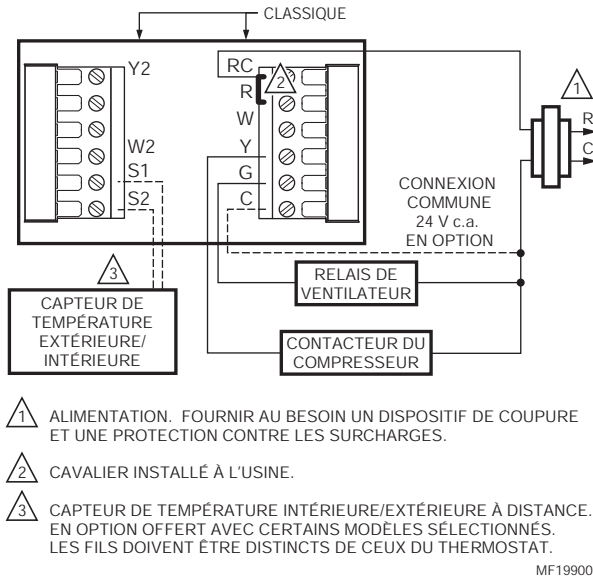 CLASSIQUE
Y2
W2
S1
S2
RC
R
W
Y
G
C
2
1
R
C
CONNEXION
COMMUNE
24 V c.a.
EN OPTION
3
CAPTEUR DE
TEMPÉRATURE
EXTÉRIEURE/
INTÉRIEURE
RELAIS DE
VENTILATEUR
CONTACTEUR DU
COMPRESSEUR
1 ALIMENTATION. FOURNIR AU BESOIN UN DISPOSITIF DE COUPURE
ET UNE PROTECTION CONTRE LES SURCHARGES.
2 CAVALIER INSTALLÉ À L'USINE.
3 CAPTEUR DE TEMPÉRATURE INTÉRIEURE/EXTÉRIEURE À DISTANCE.
EN OPTION OFFERT AVEC CERTAINS MODÈLES SÉLECTIONNÉS.
LES FILS DOIVENT ÊTRE DISTINCTS DE CEUX DU THERMOSTAT.
MF19900